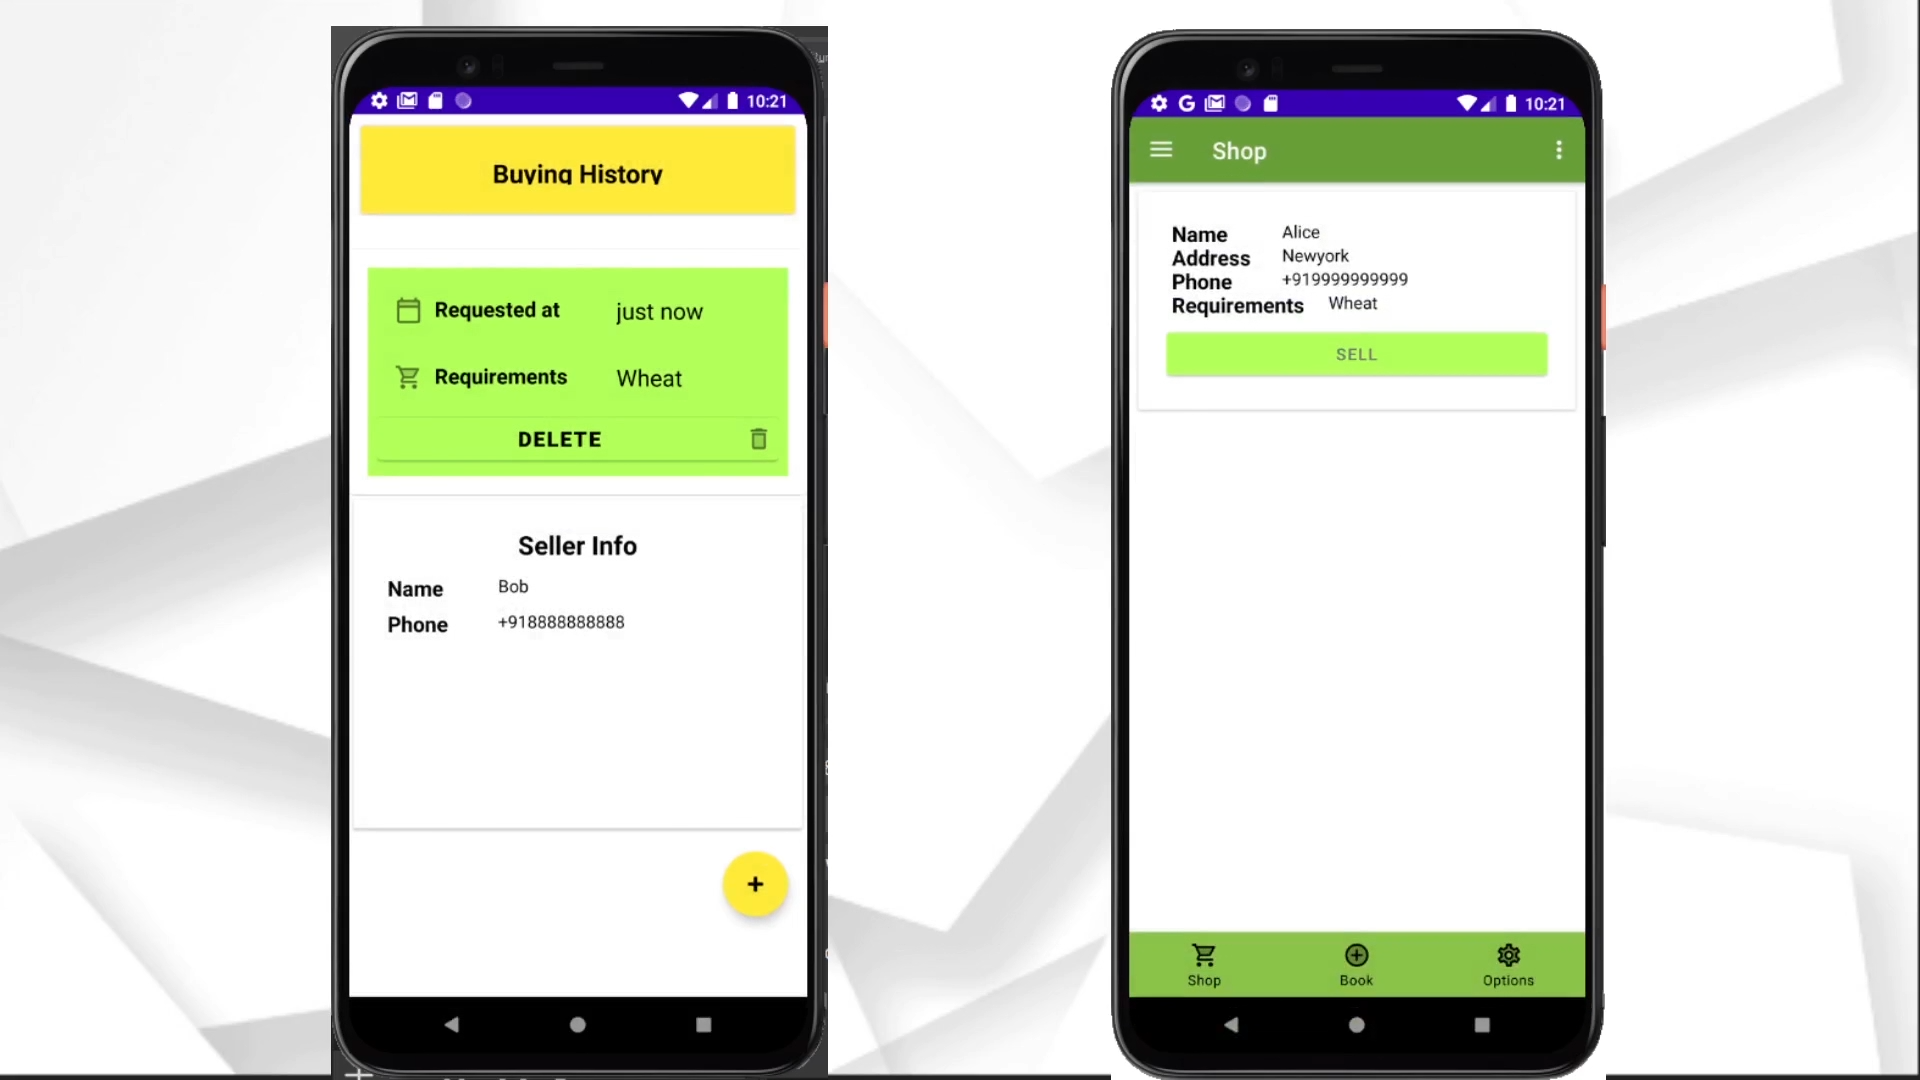 10:21
Buying History
Requested at just now
Requirements Wheat
DELETE
Seller Info
Name Bob
Phone +918888888888
+
10:21
Shop
Name Alice
Address Newyork
Phone +919999999999
Requirements Wheat
SELL
Shop Book Options